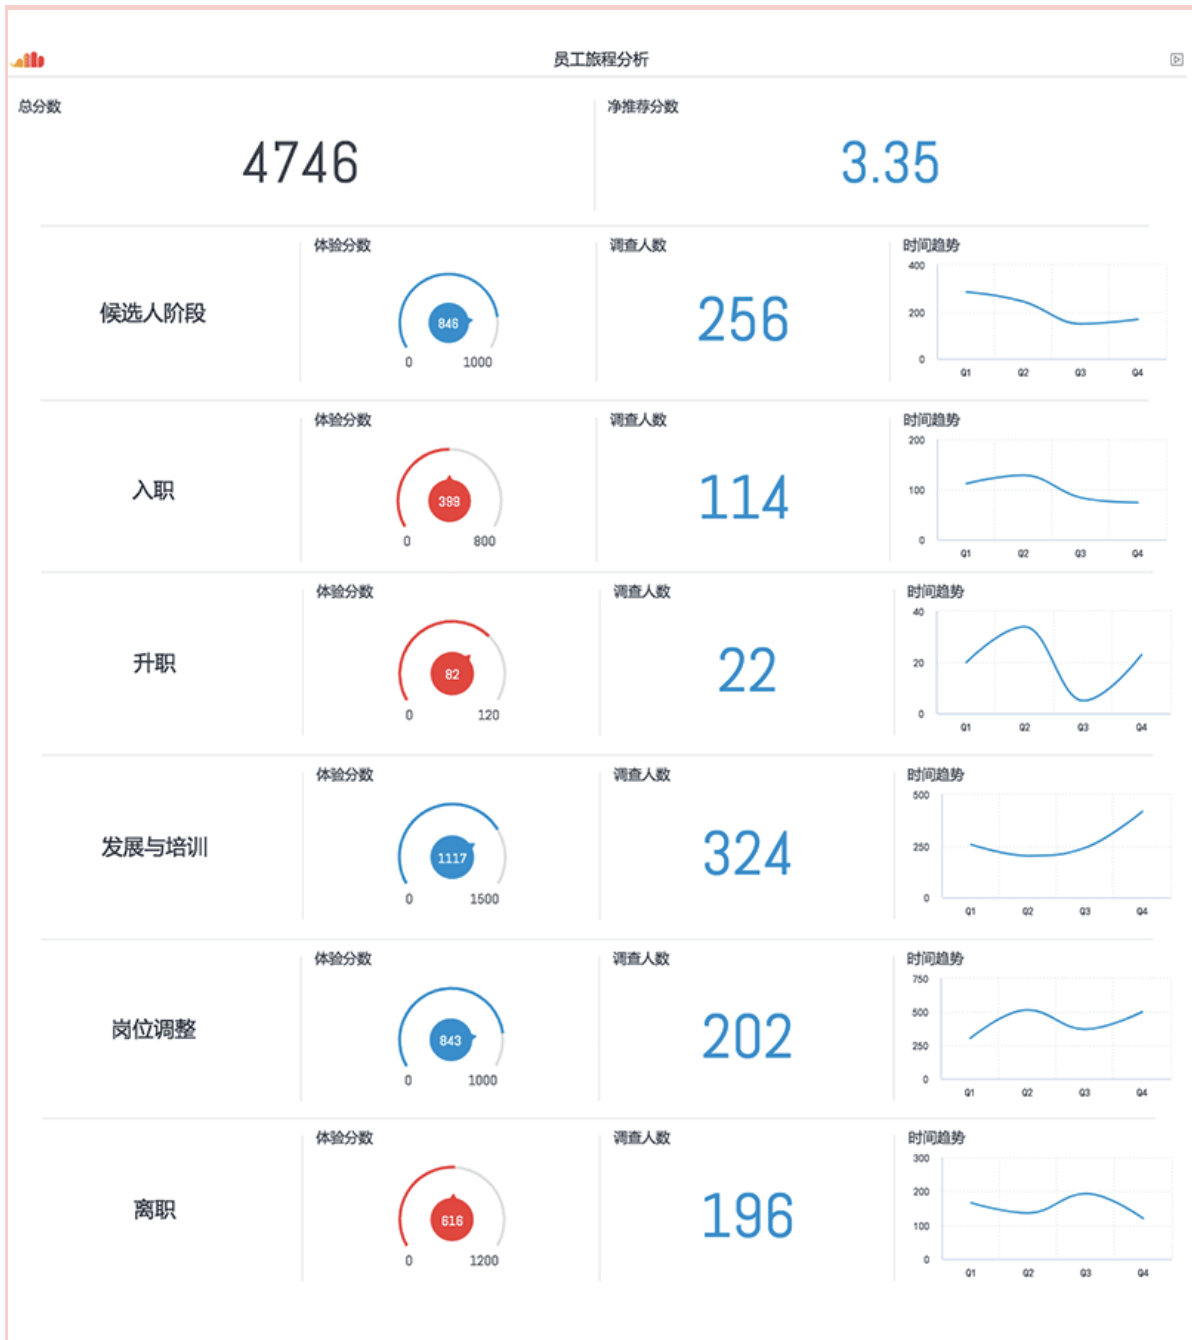 员工旅程分析
总分数
4746
净推荐分数
3.35
候选人阶段
体验分数
846
0 1000
调查人数
256
时间趋势
400
200
0
Q1 Q2 Q3 Q4
入职
体验分数
399
0 800
调查人数
114
时间趋势
200
100
0
Q1 Q2 Q3 Q4
升职
体验分数
82
0 120
调查人数
22
时间趋势
40
20
0
Q1 Q2 Q3 Q4
发展与培训
体验分数
1117
0 1500
调查人数
324
时间趋势
500
250
0
Q1 Q2 Q3 Q4
岗位调整
体验分数
843
0 1000
调查人数
202
时间趋势
750
500
250
0
Q1 Q2 Q3 Q4
离职
体验分数
616
0 1200
调查人数
196
时间趋势
300
200
100
0
Q1 Q2 Q3 Q4